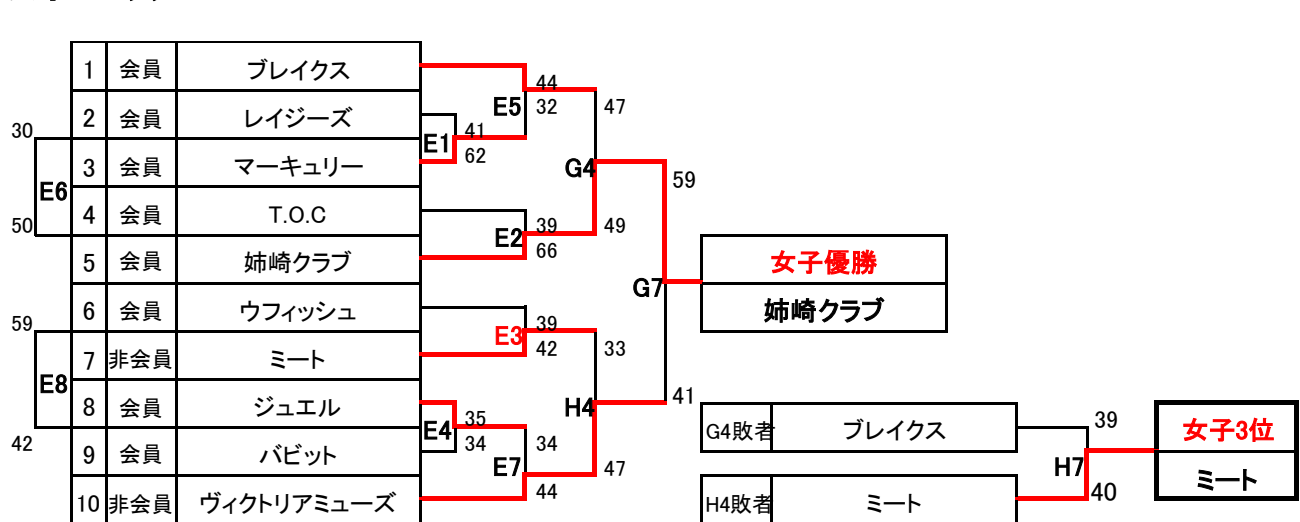 1 会員 ブレイクス
44
E5 32 47
2 会員 レイジーズ
30
41
E1
3 会員 マーキュリー 62
G4
59
E6
4 会員 T.O.C
50
39 49
E2
66
5 会員 姉崎クラブ
女子優勝
G7
6 会員 ウフィッシュ
姉崎クラブ
59
39
E3
42 33
7 非会員 ミート
E8
41
8 会員 ジュエル
H4
35
E4
39
G4敗者 ブレイクス
女子3位
42
34 34
9 会員 バビット
E7 47
H7
ミート
44
40
10 非会員 ヴィクトリアミューズ
H4敗者 ミート